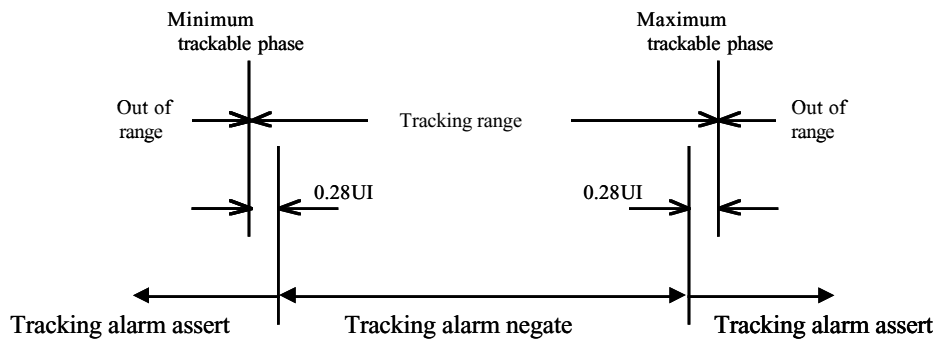 Minimum
trackable phase
Maximum
trackable phase
Out of
range
Tracking range
Out of
range
0.28UI
0.28UI
Tracking alarm assert
Tracking alarm negate
Tracking alarm assert